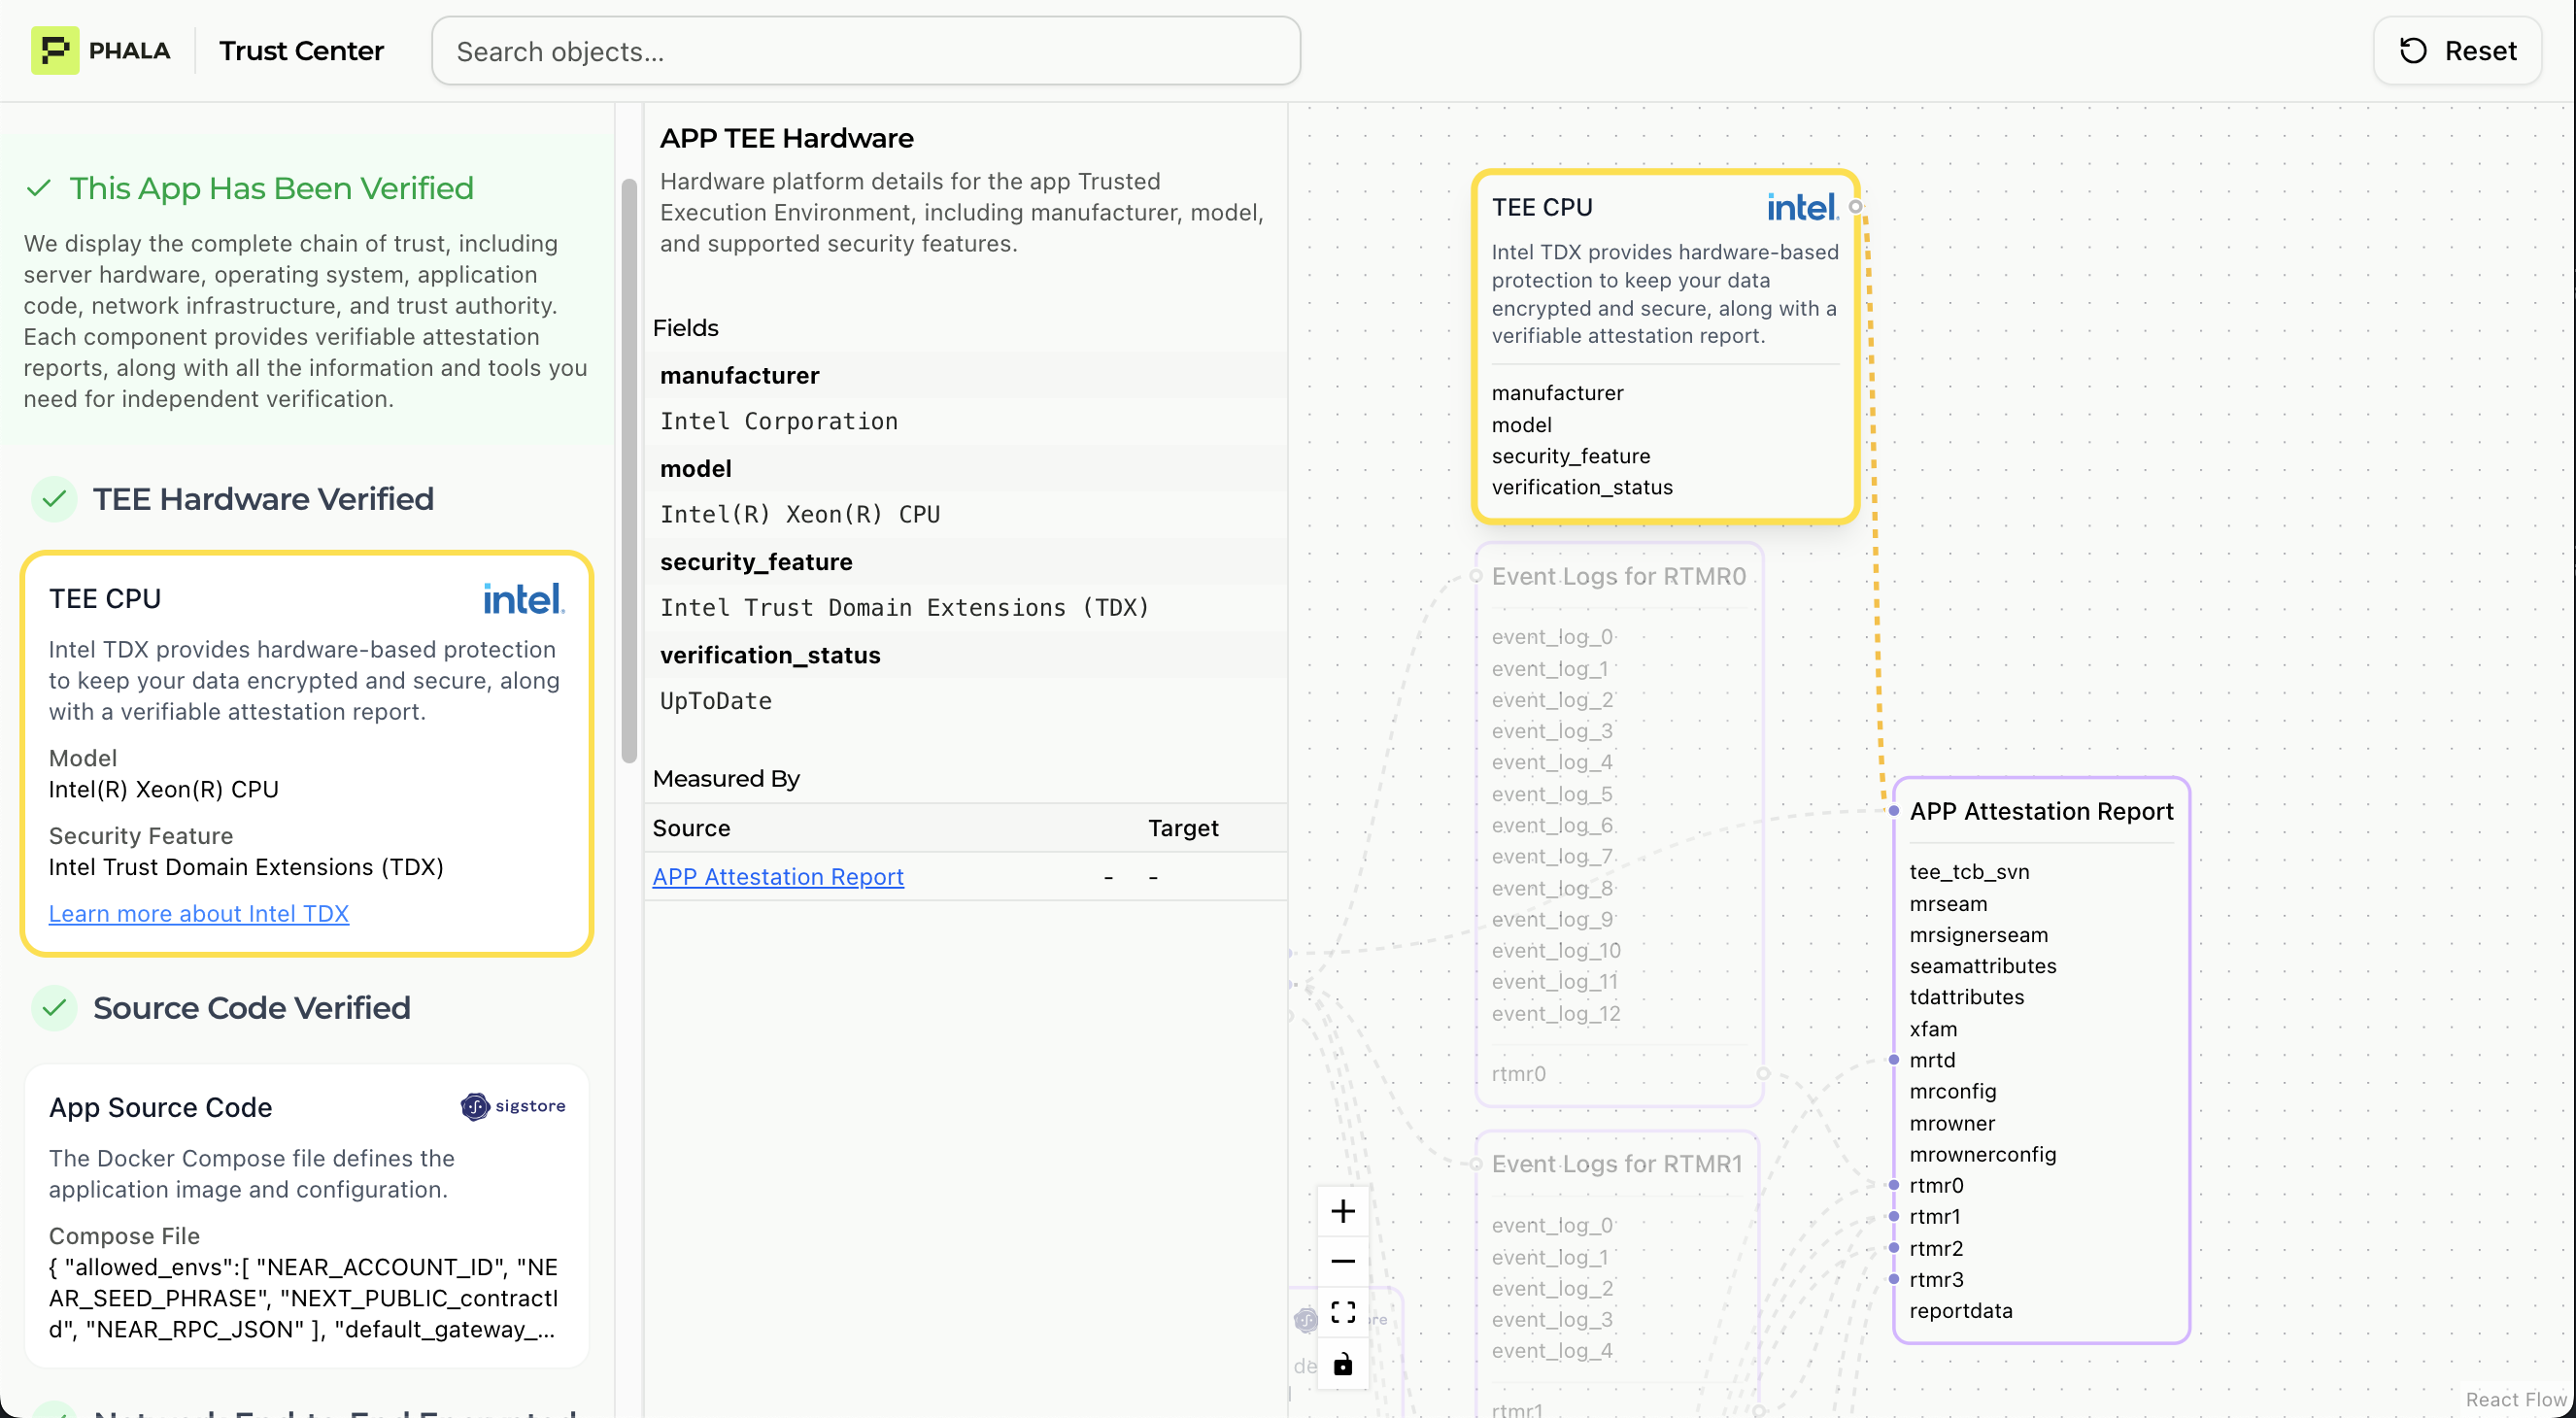 PHALA
Trust Center
Search objects...
Reset
This App Has Been Verified
We display the complete chain of trust, including
server hardware, operating system, application
code, network infrastructure, and trust authority.
Each component provides verifiable attestation
reports, along with all the information and tools you
need for independent verification.
TEE Hardware Verified
TEE CPU
intel.
Intel TDX provides hardware-based protection
to keep your data encrypted and secure, along
with a verifiable attestation report.
Model
Intel(R) Xeon(R) CPU
Security Feature
Intel Trust Domain Extensions (TDX)
Learn more about Intel TDX
Source Code Verified
App Source Code
sigstore
The Docker Compose file defines the
application image and configuration.
Compose File
{ "allowed_envs":[ "NEAR_ACCOUNT_ID", "NE
AR_SEED_PHRASE", "NEXT_PUBLIC_contractI
d", "NEAR_RPC_JSON" ], "default_gateway_...
Network End-to-End Encrypted
APP TEE Hardware
Hardware platform details for the app Trusted
Execution Environment, including manufacturer, model,
and supported security features.
Fields
manufacturer
Intel Corporation
model
Intel(R) Xeon(R) CPU
security_feature
Intel Trust Domain Extensions (TDX)
verification_status
UpToDate
Measured By
Source Target
APP Attestation Report - -
TEE CPU
intel.
Intel TDX provides hardware-based
protection to keep your data
encrypted and secure, along with a
verifiable attestation report.
manufacturer
model
security_feature
verification_status
Event Logs for RTMR0
event_log_0
event_log_1
event_log_2
event_log_3
event_log_4
event_log_5
event_log_6
event_log_7
event_log_8
event_log_9
event_log_10
event_log_11
event_log_12
rtmr0
Event Logs for RTMR1
event_log_0
event_log_1
event_log_2
event_log_3
event_log_4
rtmr1
APP Attestation Report
tee_tcb_svn
mrseam
mrsignerseam
seamattributes
tdattributes
xfam
mrtd
mrconfig
mrowner
mrownerconfig
rtmr0
rtmr1
rtmr2
rtmr3
reportdata
React Flow